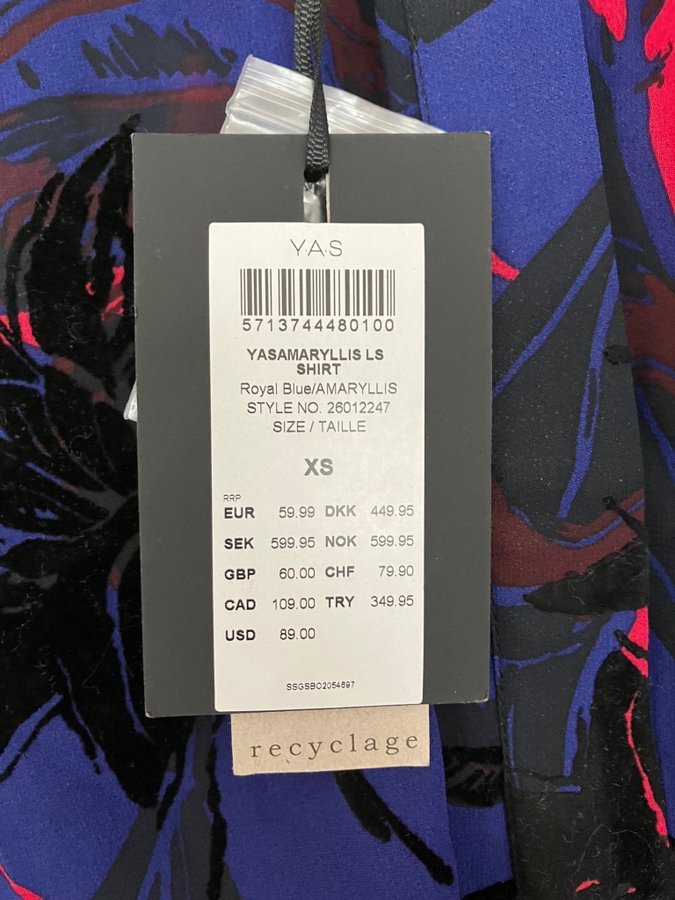 Y.A.S
5713744480100
YASAMARYLLIS LS
SHIRT
Royal Blue/AMARYLLIS
STYLE NO. 26012247
SIZE / TAILLE
XS
RRP
EUR 59.99 DKK 449.95
SEK 599.95 NOK 599.95
GBP 60.00 CHF 79.90
CAD 109.00 TRY 349.95
USD 89.00
SSGSBO2054697
recyclage